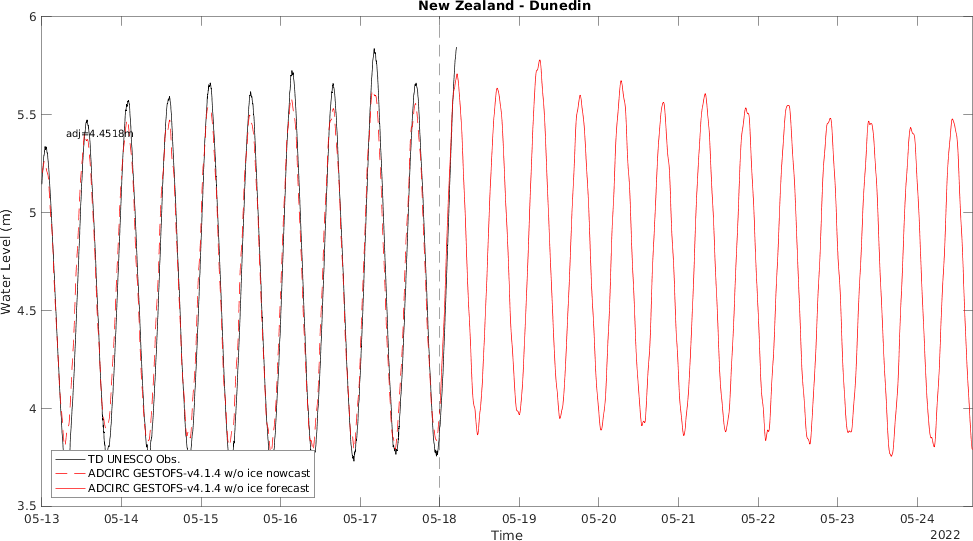 New Zealand - Dunedin
6
5.5
5
4.5
4
3.5
Water Level (m)
adj=4.4518m
TD UNESCO Obs.
ADCIRC GESTOFS-v4.1.4 w/o ice nowcast
ADCIRC GESTOFS-v4.1.4 w/o ice forecast
05-13 05-14 05-15 05-16 05-17 05-18 05-19 05-20 05-21 05-22 05-23 05-24
2022
Time